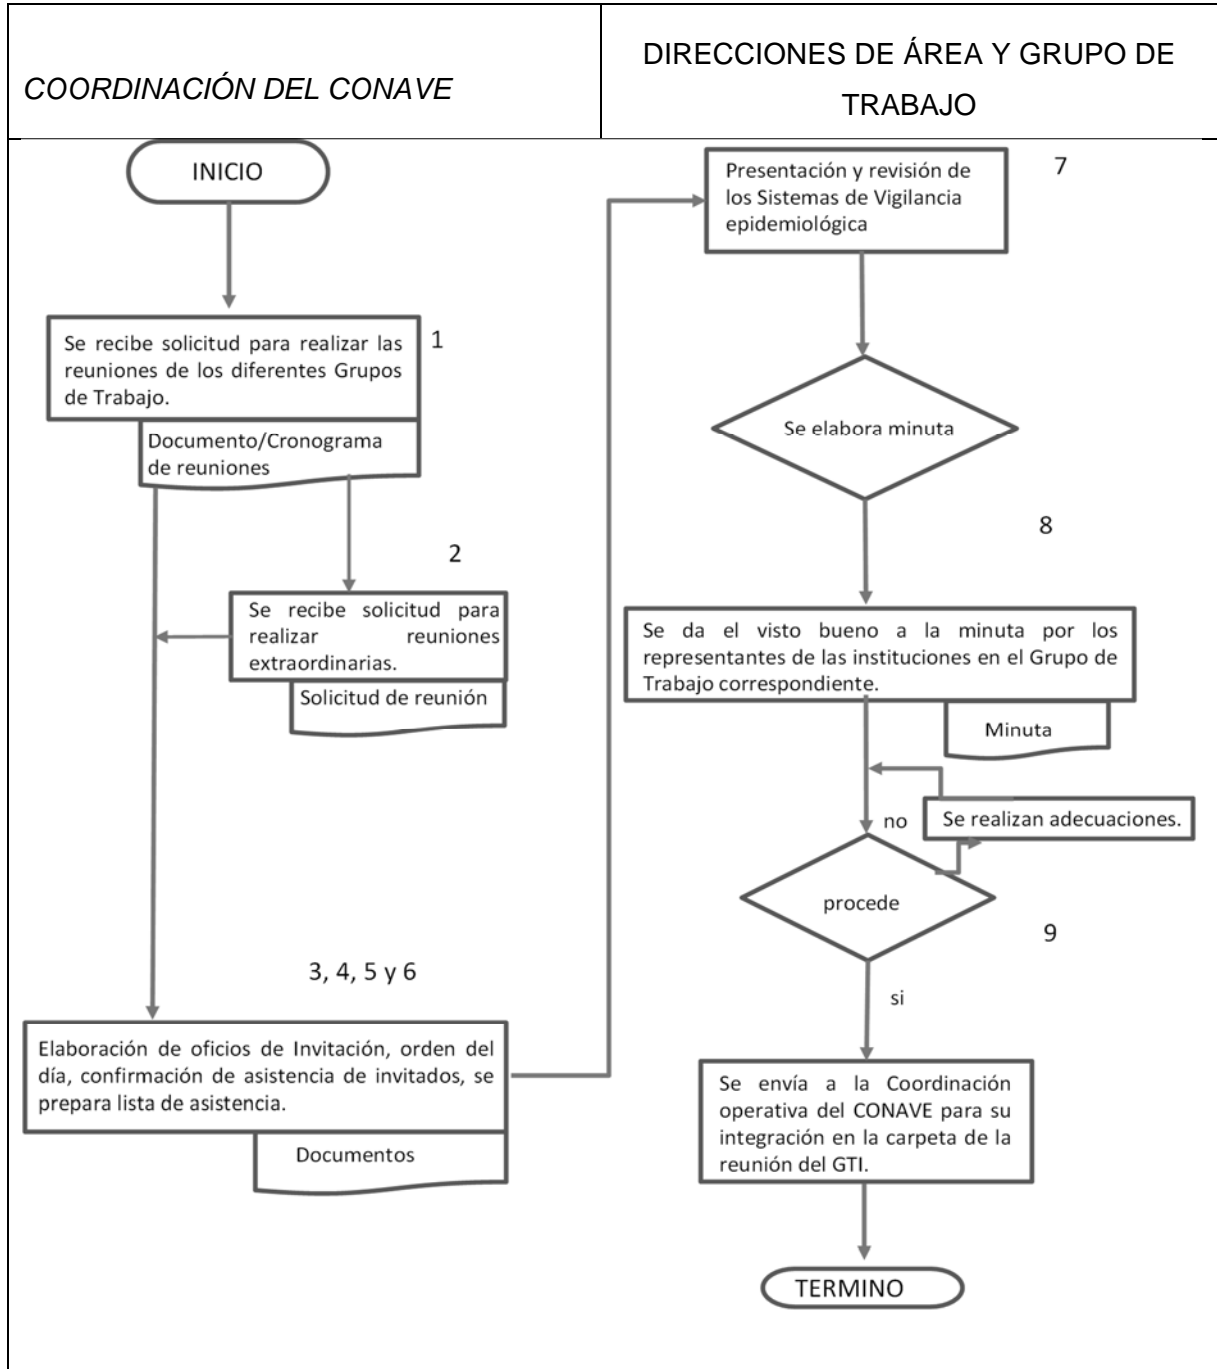 COORDINACIÓN DEL CONAVE
DIRECCIONES DE ÁREA Y GRUPO DE
TRABAJO
INICIO
1
Se recibe solicitud para realizar las
reuniones de los diferentes Grupos
de Trabajo.
Documento/Cronograma
de reuniones
2
Se recibe solicitud para
realizar reuniones
extraordinarias.
Solicitud de reunión
3, 4, 5 y 6
Elaboración de oficios de Invitación, orden del
día, confirmación de asistencia de invitados, se
prepara lista de asistencia.
Documentos
7
Presentación y revisión de
los Sistemas de Vigilancia
epidemiológica
Se elabora minuta
8
Se da el visto bueno a la minuta por los
representantes de las instituciones en el Grupo de
Trabajo correspondiente.
Minuta
no
Se realizan adecuaciones.
procede
9
si
Se envía a la Coordinación
operativa del CONAVE para su
integración en la carpeta de la
reunión del GTI.
TERMINO